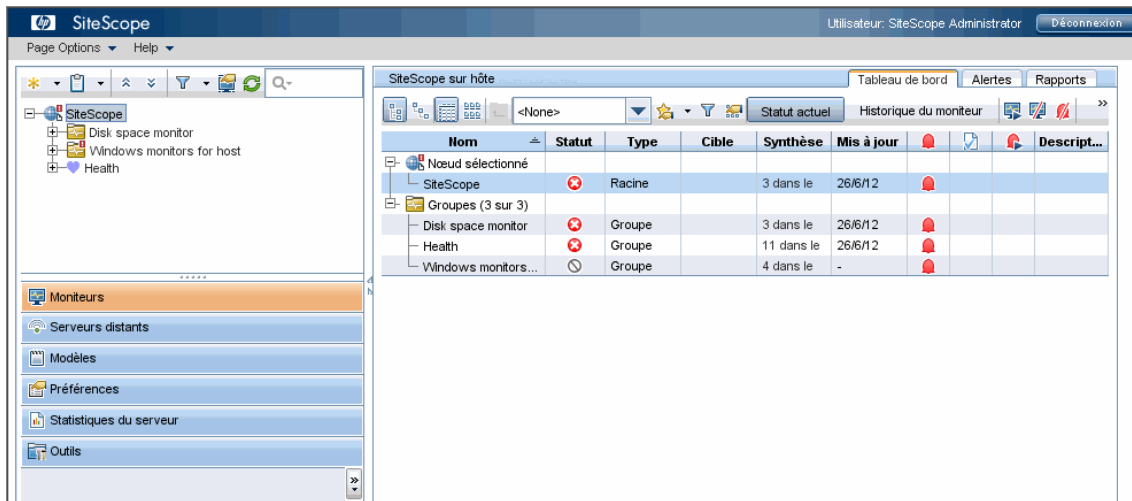 hp SiteScope Utilisateur: SiteScope Administrator Déconnexion
Page Options Help
SiteScope sur hôte Tableau de bord Alertes Rapports
<None> Statut actuel Historique du moniteur
SiteScope
Disk space monitor
Windows monitors for host
Health
Nom Statut Type Cible Synthèse Mis à jour Descript...
Nœud sélectionné
SiteScope Racine 3 dans le 26/6/12
Groupes (3 sur 3)
Disk space monitor Groupe 3 dans le 26/6/12
Health Groupe 11 dans le 26/6/12
Windows monitors... Groupe 4 dans le -
Moniteurs
Serveurs distants
Modèles
Préférences
Statistiques du serveur
Outils